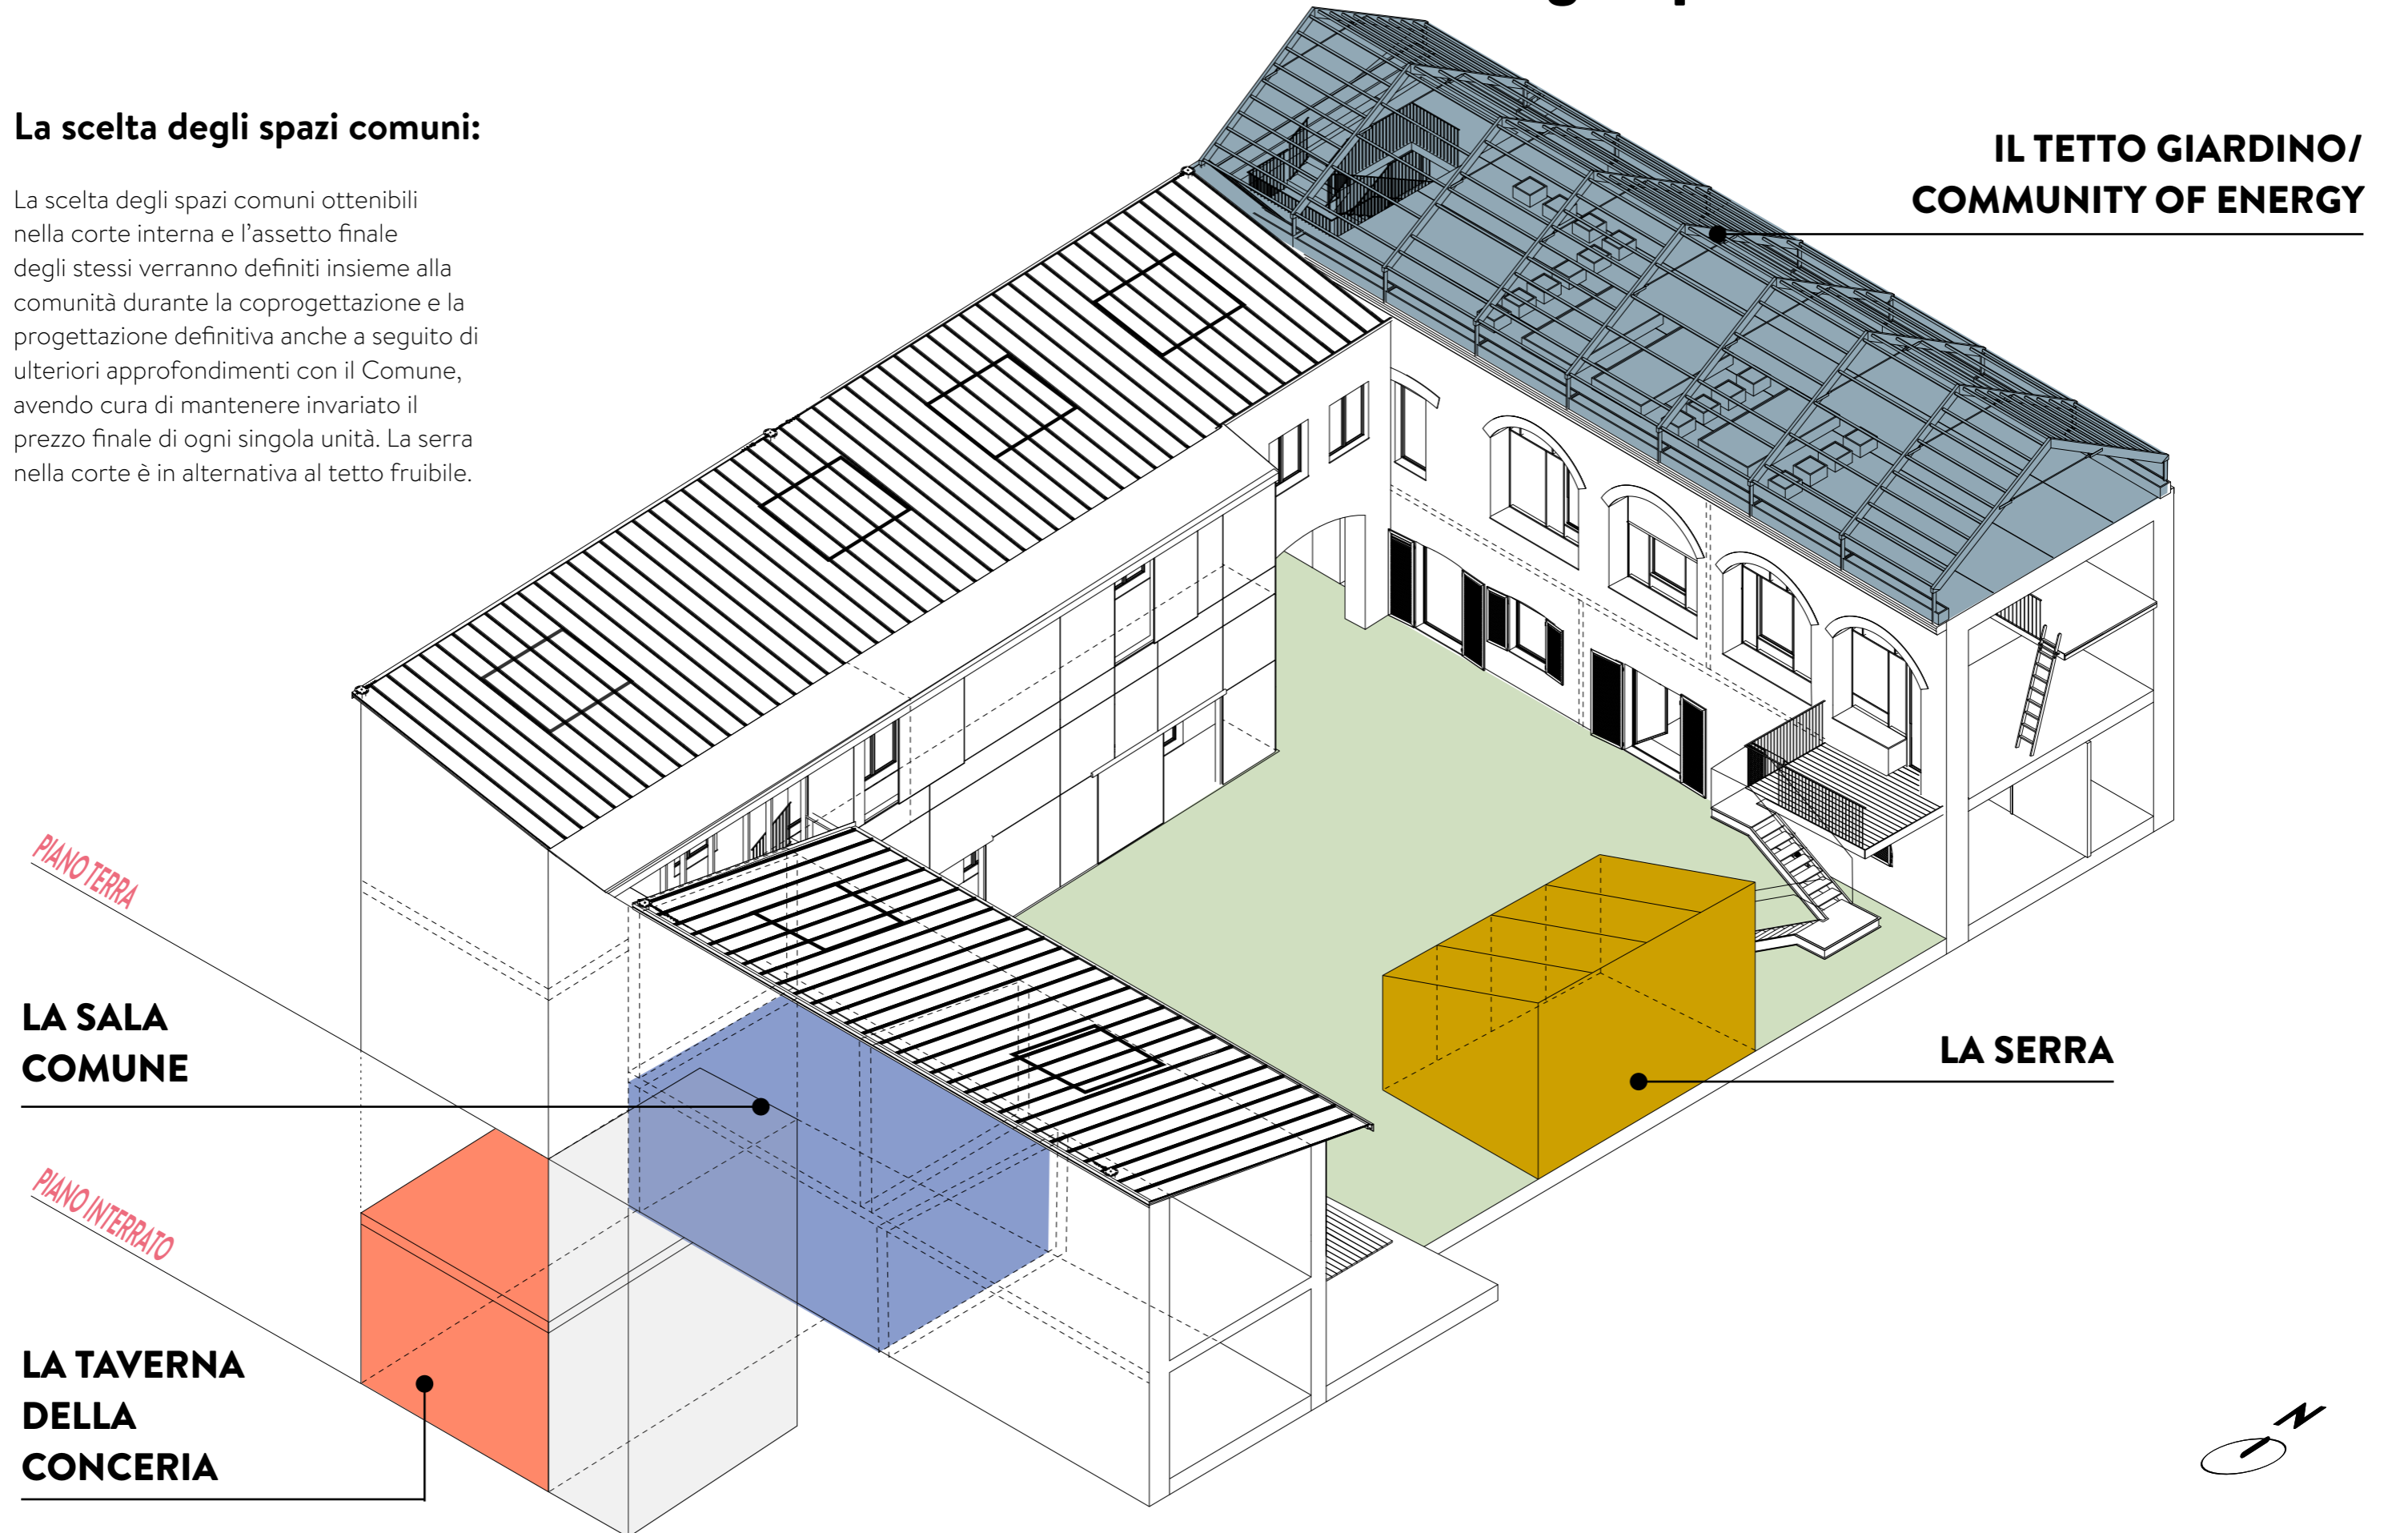 La scelta degli spazi comuni:
La scelta degli spazi comuni ottenibili
nella corte interna e l’assetto finale
degli stessi verranno definiti insieme alla
comunità durante la coprogettazione e la
progettazione definitiva anche a seguito di
ulteriori approfondimenti con il Comune,
avendo cura di mantenere invariato il
prezzo finale di ogni singola unità. La serra
nella corte è in alternativa al tetto fruibile.
IL TETTO GIARDINO/
COMMUNITY OF ENERGY
PIANO TERRA
LA SALA
COMUNE
LA SERRA
PIANO INTERRATO
LA TAVERNA
DELLA
CONCERIA
N